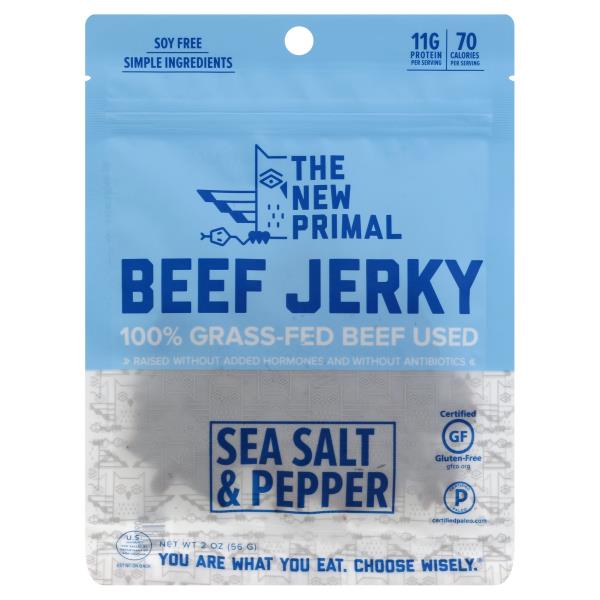 SOY FREE
SIMPLE INGREDIENTS
11G PROTEIN PER SERVING
70 CALORIES PER SERVING
THE
NEW
PRIMAL
BEEF JERKY
100% GRASS-FED BEEF USED
» RAISED WITHOUT ADDED HORMONES AND WITHOUT ANTIBIOTICS «
SEA SALT
& PEPPER
Certified
GF
Gluten-Free
gfco.org
P
certifiedpaleo.com
U.S.
NET WT 2 OZ (56 G)
YOU ARE WHAT YOU EAT. CHOOSE WISELY.®